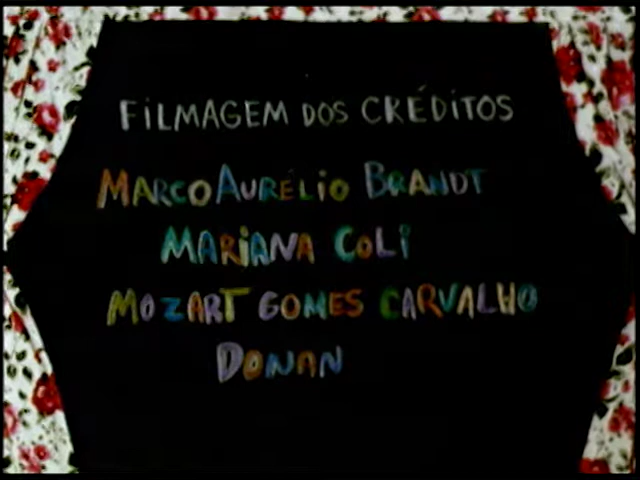 FILMAGEM DOS CRÉDITOS
MARCO AURÉLIO BRANDT
MARIANA COLI
MOZART GOMES CARVALHO
DONAN